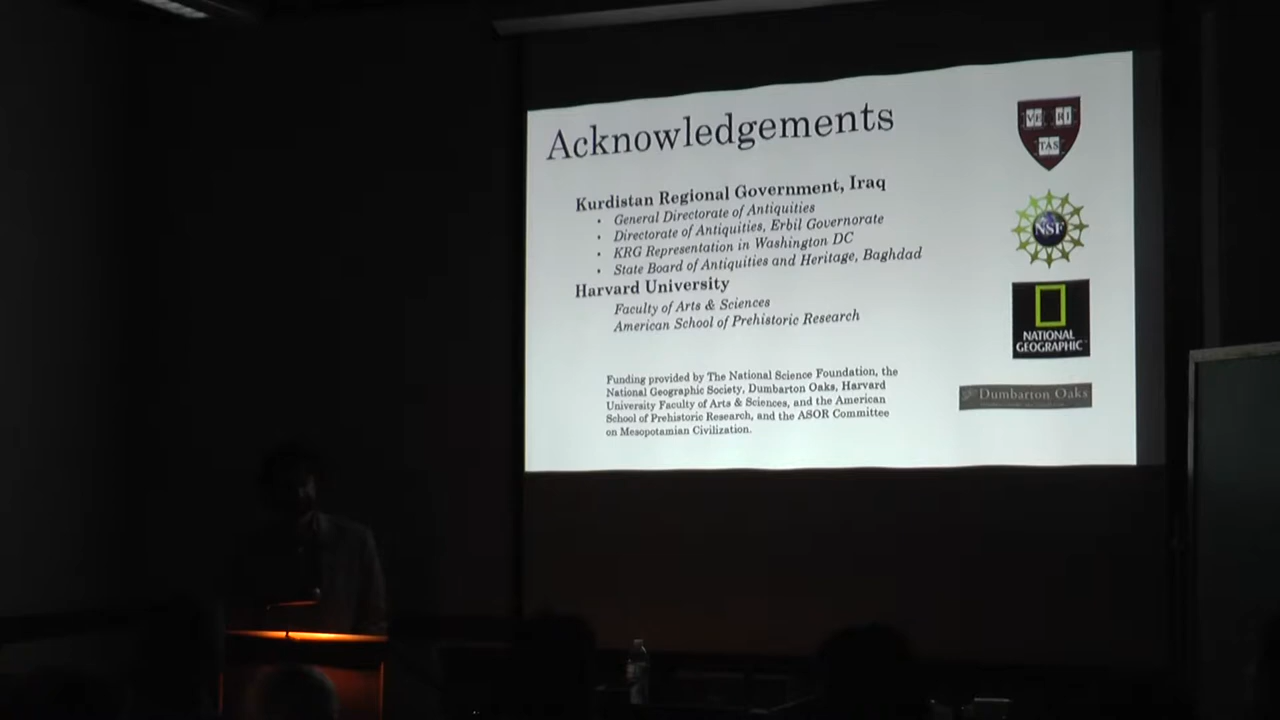 Acknowledgements
Kurdistan Regional Government, Iraq
• General Directorate of Antiquities
• Directorate of Antiquities, Erbil Governorate
• KRG Representation in Washington DC
• State Board of Antiquities and Heritage, Baghdad
Harvard University
Faculty of Arts & Sciences
American School of Prehistoric Research
Funding provided by The National Science Foundation, the
National Geographic Society, Dumbarton Oaks, Harvard
University Faculty of Arts & Sciences, and the American
School of Prehistoric Research, and the ASOR Committee
on Mesopotamian Civilization.
VE RI
TAS
NSF
NATIONAL
GEOGRAPHIC
Dumbarton Oaks